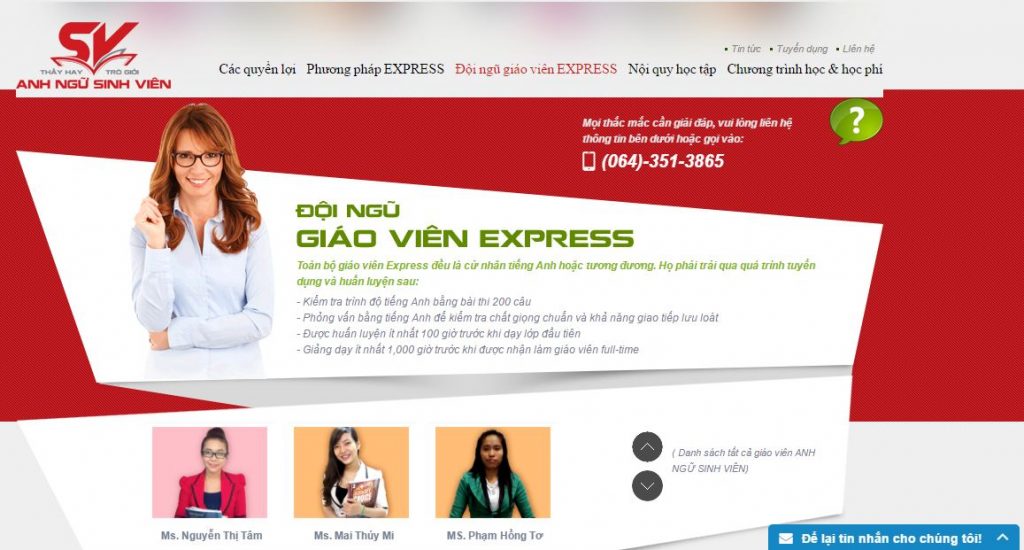 SV
THẦY HAY TRÒ GIỎI
ANH NGỮ SINH VIÊN
Tin tức Tuyển dụng Liên hệ
Các quyền lợi Phương pháp EXPRESS Đội ngũ giáo viên EXPRESS Nội quy học tập Chương trình học & học phí
Mọi thắc mắc cần giải đáp, vui lòng liên hệ
thông tin bên dưới hoặc gọi vào:
(064)-351-3865
?
ĐỘI NGŨ
GIÁO VIÊN EXPRESS
Toàn bộ giáo viên Express đều là cử nhân tiếng Anh hoặc tương đương. Họ phải trải qua quá trình tuyển
dụng và huấn luyện sau:
- Kiểm tra trình độ tiếng Anh bằng bài thi 200 câu
- Phỏng vấn bằng tiếng Anh để kiểm tra chất giọng chuẩn và khả năng giao tiếp lưu loát
- Được huấn luyện ít nhất 100 giờ trước khi dạy lớp đầu tiên
- Giảng dạy ít nhất 1,000 giờ trước khi được nhận làm giáo viên full-time
( Danh sách tất cả giáo viên ANH
NGỮ SINH VIÊN)
Ms. Nguyễn Thị Tâm
Ms. Mai Thúy Mi
MS. Phạm Hồng Tơ
Để lại tin nhắn cho chúng tôi!